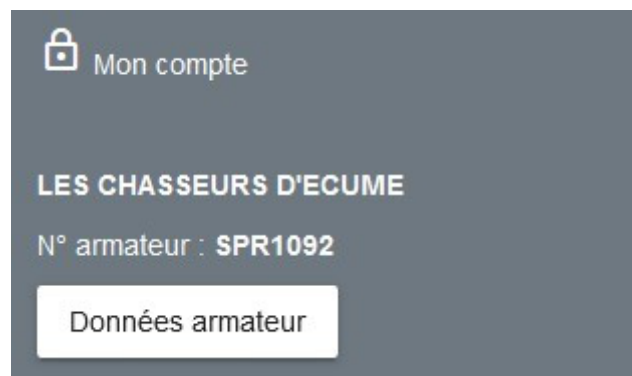 Mon compte
LES CHASSEURS D'ECUME
N° armateur : SPR1092
Données armateur